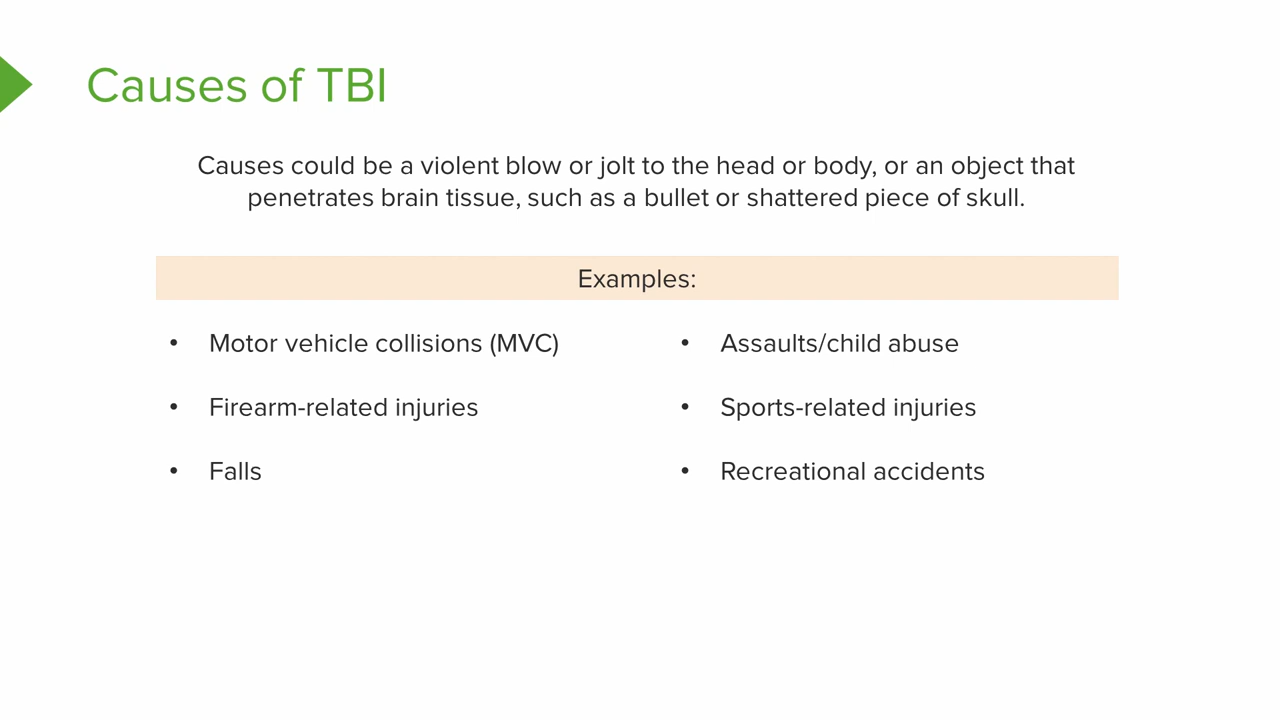 Causes of TBI
Causes could be a violent blow or jolt to the head or body, or an object that
penetrates brain tissue, such as a bullet or shattered piece of skull.
Examples:
• Motor vehicle collisions (MVC)
• Firearm-related injuries
• Falls
• Assaults/child abuse
• Sports-related injuries
• Recreational accidents